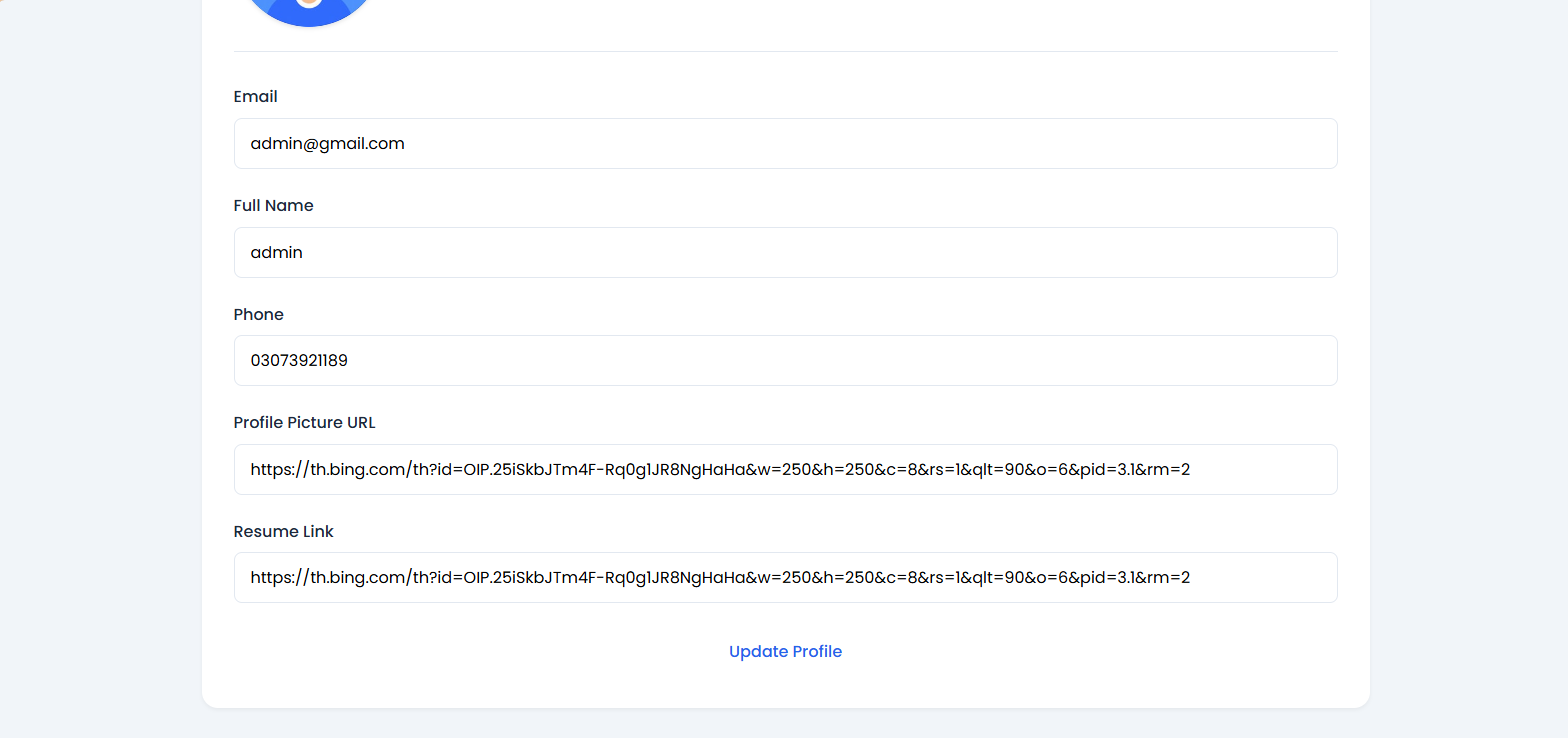 Email
admin@gmail.com
Full Name
admin
Phone
03073921189
Profile Picture URL
https://th.bing.com/th?id=OIP.25iSkbJTm4F-Rq0g1JR8NgHaHa&w=250&h=250&c=8&rs=1&qlt=90&o=6&pid=3.1&rm=2
Resume Link
https://th.bing.com/th?id=OIP.25iSkbJTm4F-Rq0g1JR8NgHaHa&w=250&h=250&c=8&rs=1&qlt=90&o=6&pid=3.1&rm=2
Update Profile